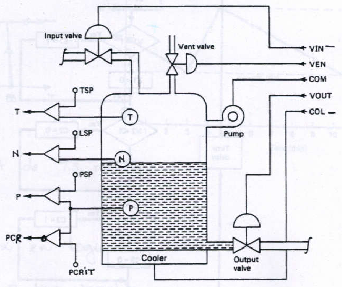 Input valve
Vent valve
VIN
VEN
COM
VOUT
COL
TSP
T
T
LSP
N
N
Pump
PSP
P
P
PCR
PCRIT
Cooler
Output valve